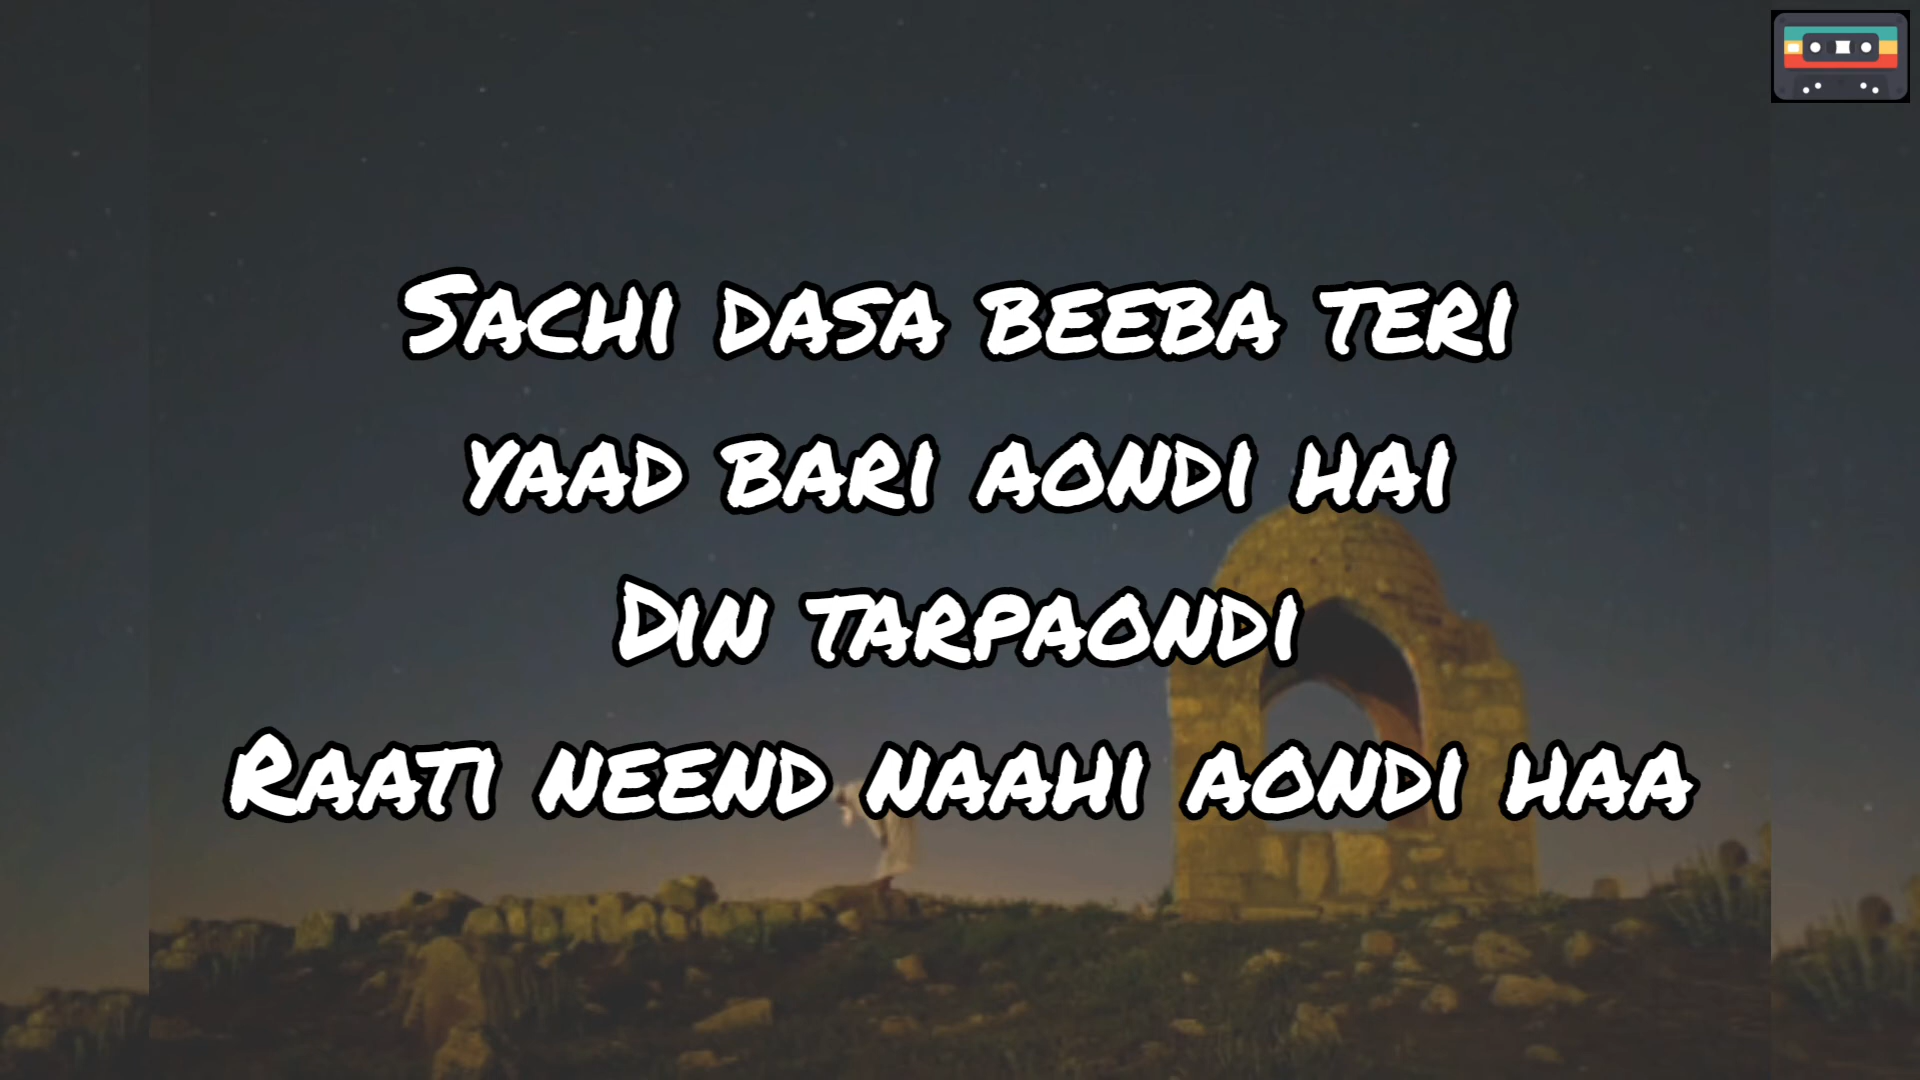 Sachi dasa beeba teri
yaad bari aondi hai
Din tarpaondi
Raati neend naahi aondi haa